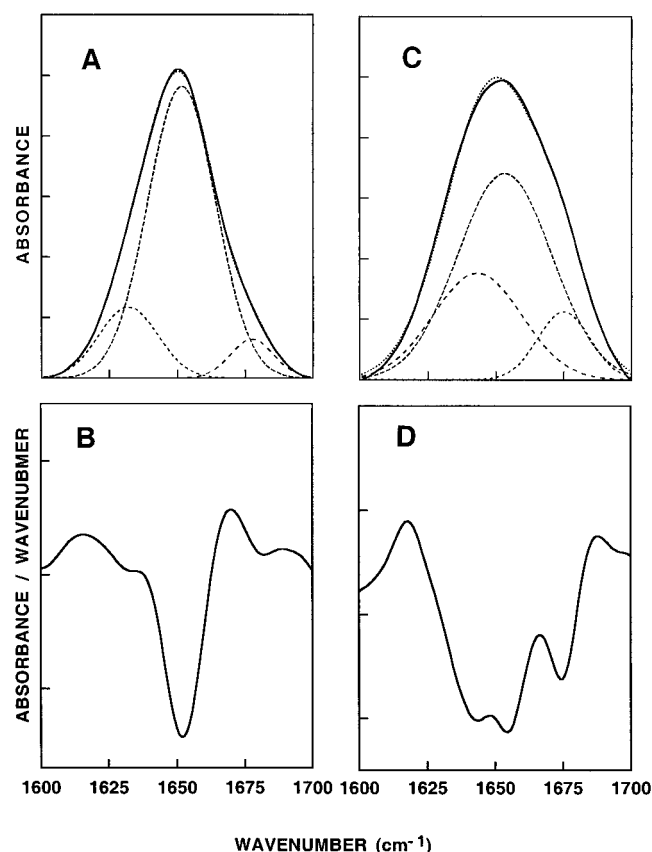 A
C
ABSORBANCE
B
D
ABSORBANCE / WAVENUBMER
1600 1625 1650 1675 1700 1600 1625 1650 1675 1700
WAVENUMBER (cm⁻¹)